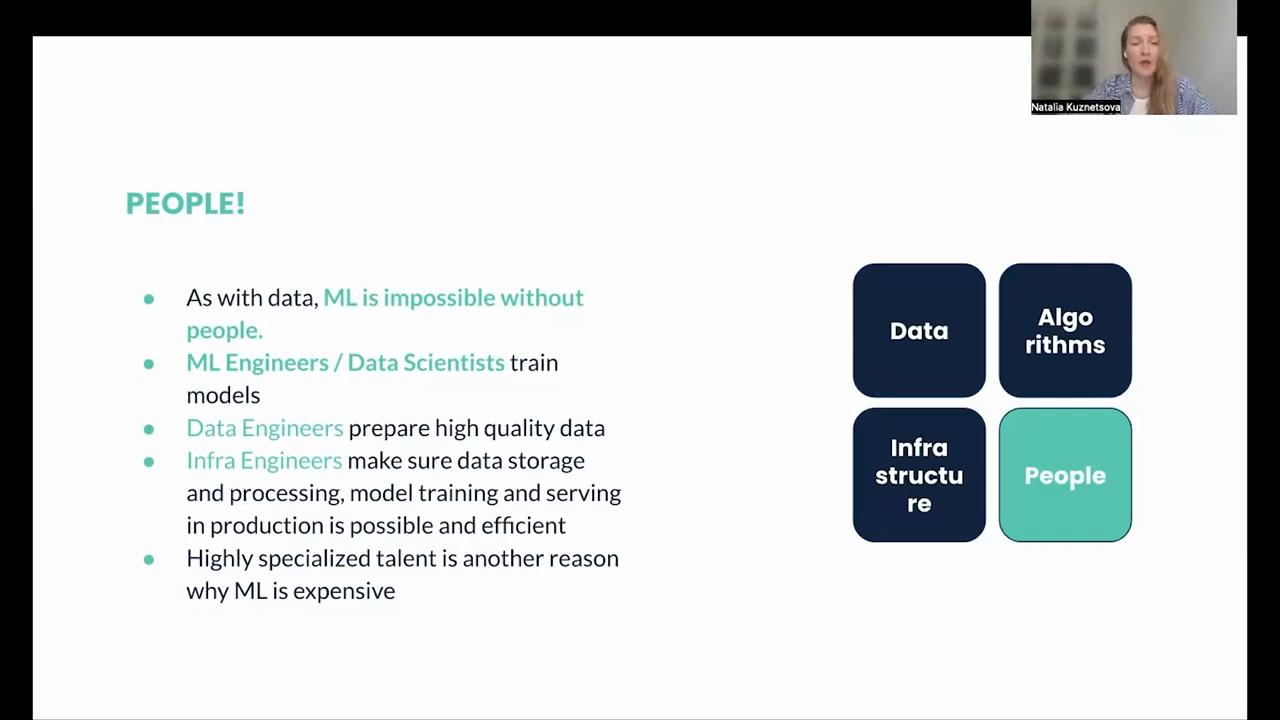 Natalia Kuznetsova
PEOPLE!
● As with data, ML is impossible without
people.
● ML Engineers / Data Scientists train
models
● Data Engineers prepare high quality data
● Infra Engineers make sure data storage
and processing, model training and serving
in production is possible and efficient
● Highly specialized talent is another reason
why ML is expensive
Data
Algo
rithms
Infra
structu
re
People